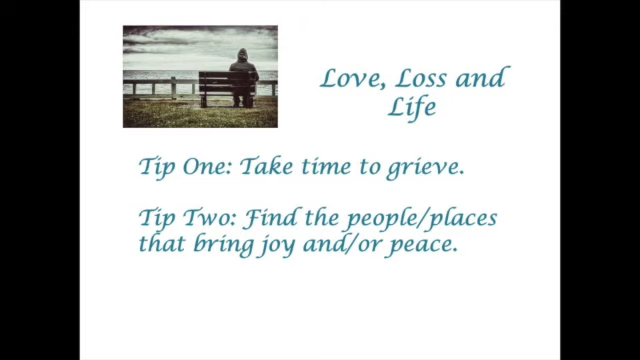 Love, Loss and
Life
Tip One: Take time to grieve.
Tip Two: Find the people/places
that bring joy and/or peace.